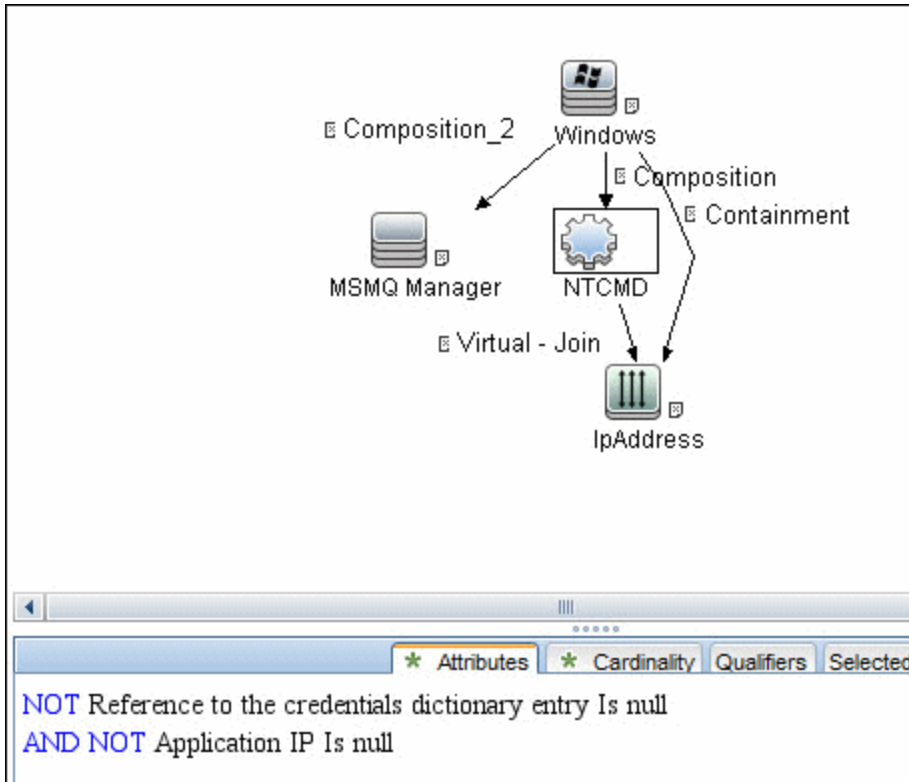 Composition_2
Windows
Composition
Containment
MSMQ Manager
NTCMD
Virtual - Join
IpAddress
* Attributes
* Cardinality
Qualifiers
Selected
NOT Reference to the credentials dictionary entry Is null
AND NOT Application IP Is null